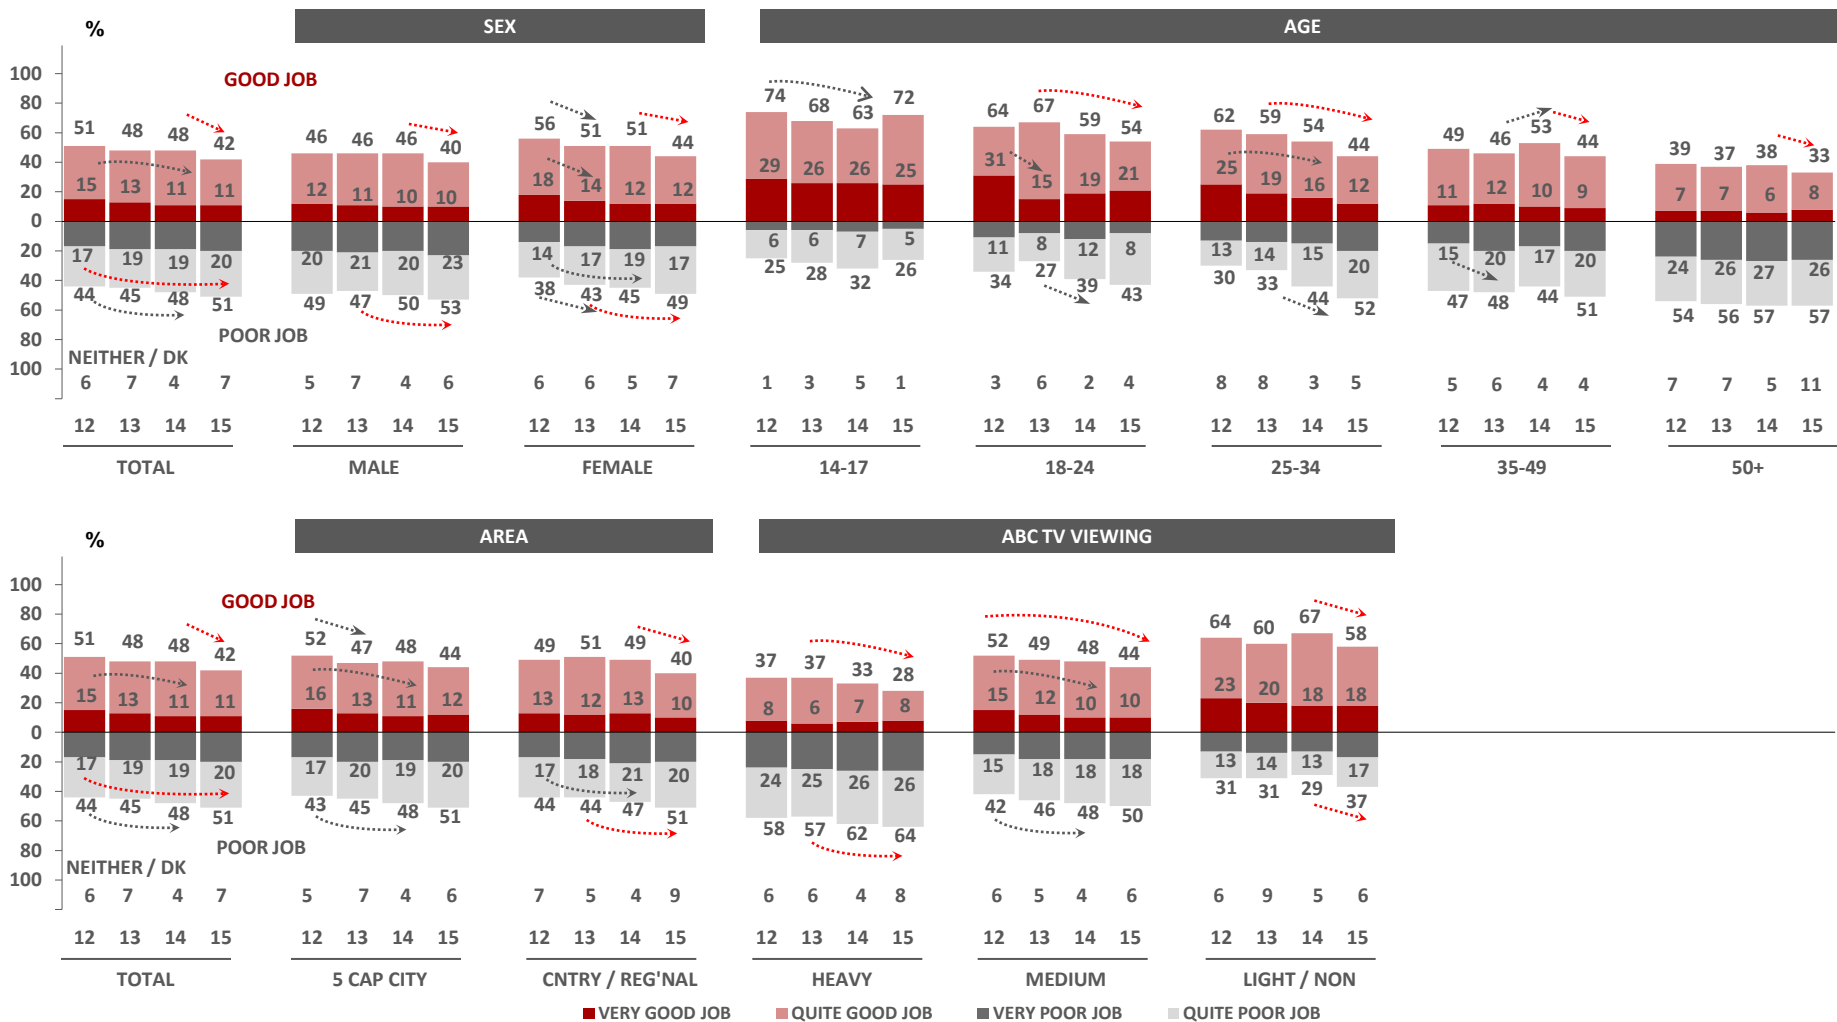 SEX AGE
%
GOOD JOB
100
80
60
40
20
0
20
40
60
80
100
51 48 48 42
15 13 11 11
17 19 19 20
44 45 48 51
46 46 46 40
12 11 10 10
20 21 20 23
49 47 50 53
56 51 51 44
18 14 12 12
14 17 19 17
38 43 45 49
74 68 63 72
29 26 26 25
6 6 7 5
25 28 32 26
64 67 59 54
31 15 19 21
11 8 12 8
34 27 39 43
62 59 54 44
25 19 16 12
13 14 15 20
30 33 44 52
49 46 53 44
11 12 10 9
15 20 17 20
47 48 44 51
39 37 38 33
7 7 6 8
24 26 27 26
54 56 57 57
POOR JOB
NEITHER / DK
6 7 4 7 5 7 4 6 6 6 5 7 1 3 5 1 3 6 2 4 8 8 3 5 5 6 4 4 7 7 5 11
12 13 14 15 12 13 14 15 12 13 14 15 12 13 14 15 12 13 14 15 12 13 14 15 12 13 14 15 12 13 14 15
TOTAL MALE FEMALE 14-17 18-24 25-34 35-49 50+
AREA ABC TV VIEWING
%
GOOD JOB
100
80
60
40
20
0
20
40
60
80
100
51 48 48 42
15 13 11 11
17 19 19 20
44 45 48 51
52 47 48 44
16 13 11 12
17 20 19 20
43 45 48 51
49 51 49 40
13 12 13 10
17 18 21 20
44 44 47 51
37 37 33 28
8 6 7 8
24 25 26 26
58 57 62 64
52 49 48 44
15 12 10 10
15 18 18 18
42 46 48 50
64 60 67 58
23 20 18 18
13 14 13 17
31 31 29 37
POOR JOB
NEITHER / DK
6 7 4 7 5 7 4 6 7 5 4 9 6 6 4 8 6 5 4 6 6 9 5 6
12 13 14 15 12 13 14 15 12 13 14 15 12 13 14 15 12 13 14 15 12 13 14 15
TOTAL 5 CAP CITY CNTRY / REG'NAL HEAVY MEDIUM LIGHT / NON
VERY GOOD JOB QUITE GOOD JOB VERY POOR JOB QUITE POOR JOB